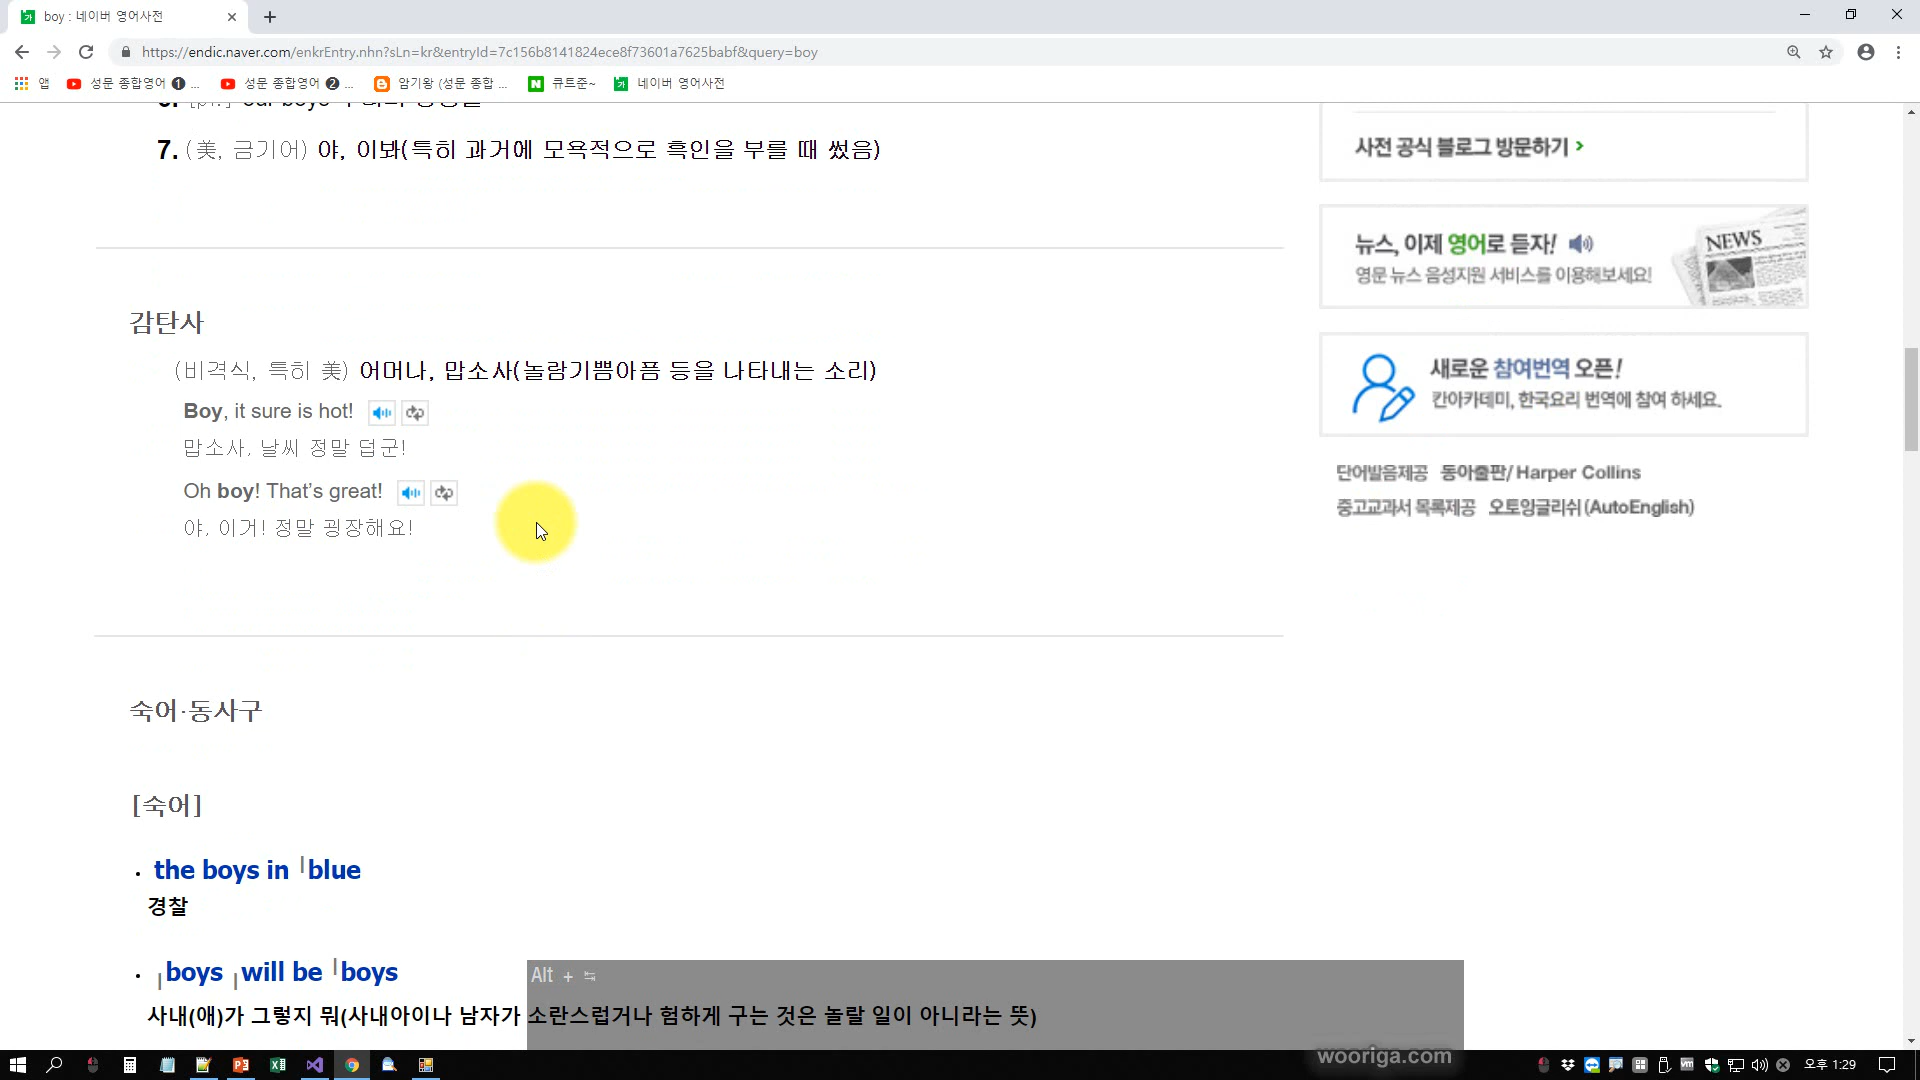 boy : 네이버 영어사전
https://endic.naver.com/enkrEntry.nhn?sLn=kr&entryId=7c156b8141824ece8f73601a7625babf&query=boy
앱 성문 종합영어 ❶ ... 성문 종합영어 ❷ ... 암기왕 (성문 종합 ... 큐트준~ 네이버 영어사전
7. (美, 금기어) 야, 이봐(특히 과거에 모욕적으로 흑인을 부를 때 썼음)
감탄사
(비격식, 특히 美) 어머나, 맙소사(놀람기쁨아픔 등을 나타내는 소리)
Boy, it sure is hot!
맙소사, 날씨 정말 덥군!
Oh boy! That's great!
야, 이거! 정말 굉장해요!
숙어·동사구
[숙어]
the boys in ˈblue
경찰
ˌboys ˌwill be ˈboys
사내(애)가 그렇지 뭐(사내아이나 남자가 소란스럽거나 험하게 구는 것은 놀랄 일이 아니라는 뜻)
사전 공식 블로그 방문하기 >
뉴스, 이제 영어로 듣자!
영문 뉴스 음성지원 서비스를 이용해보세요!
NEWS
새로운 참여번역 오픈!
칸아카데미, 한국요리 번역에 참여 하세요.
단어발음제공 동아출판/ Harper Collins
중고교과서 목록제공 오토잉글리쉬(AutoEnglish)
Alt + ↹
wooriga.com
오후 1:29